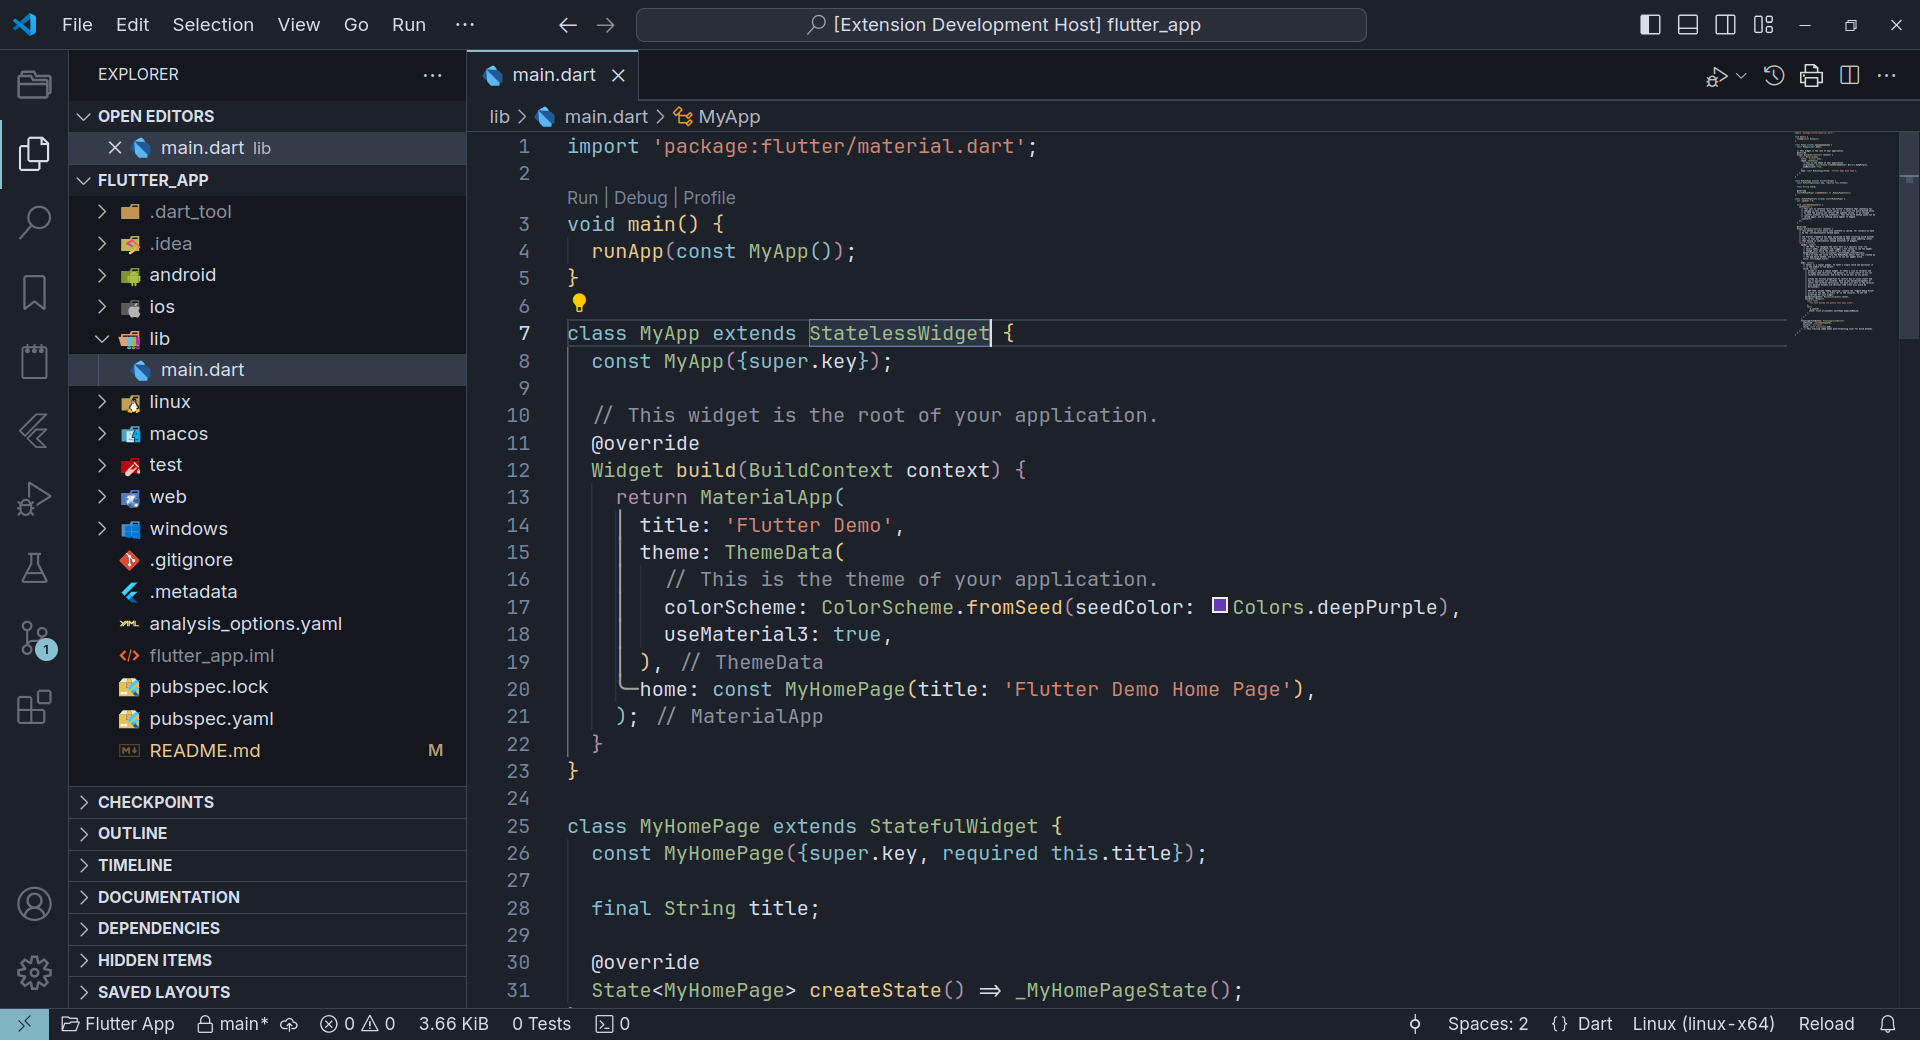 File Edit Selection View Go Run ···
[Extension Development Host] flutter_app
EXPLORER
OPEN EDITORS
main.dart lib
FLUTTER_APP
.dart_tool
.idea
android
ios
lib
main.dart
linux
macos
test
web
windows
.gitignore
.metadata
YAML analysis_options.yaml
flutter_app.iml
pubspec.lock
pubspec.yaml
README.md M
CHECKPOINTS
OUTLINE
TIMELINE
DOCUMENTATION
DEPENDENCIES
HIDDEN ITEMS
SAVED LAYOUTS
1
main.dart
lib > main.dart > MyApp
1 import 'package:flutter/material.dart';
2
Run | Debug | Profile
3 void main() {
4 runApp(const MyApp());
5 }
6
7 class MyApp extends StatelessWidget {
8 const MyApp({super.key});
9
10 // This widget is the root of your application.
11 @override
12 Widget build(BuildContext context) {
13 return MaterialApp(
14 title: 'Flutter Demo',
15 theme: ThemeData(
16 // This is the theme of your application.
17 colorScheme: ColorScheme.fromSeed(seedColor: Colors.deepPurple),
18 useMaterial3: true,
19 ), // ThemeData
20 home: const MyHomePage(title: 'Flutter Demo Home Page'),
21 ); // MaterialApp
22 }
23 }
24
25 class MyHomePage extends StatefulWidget {
26 const MyHomePage({super.key, required this.title});
27
28 final String title;
29
30 @override
31 State<MyHomePage> createState() => _MyHomePageState();
Flutter App main* 0 0 3.66 KiB 0 Tests 0 Spaces: 2 {} Dart Linux (linux-x64) Reload